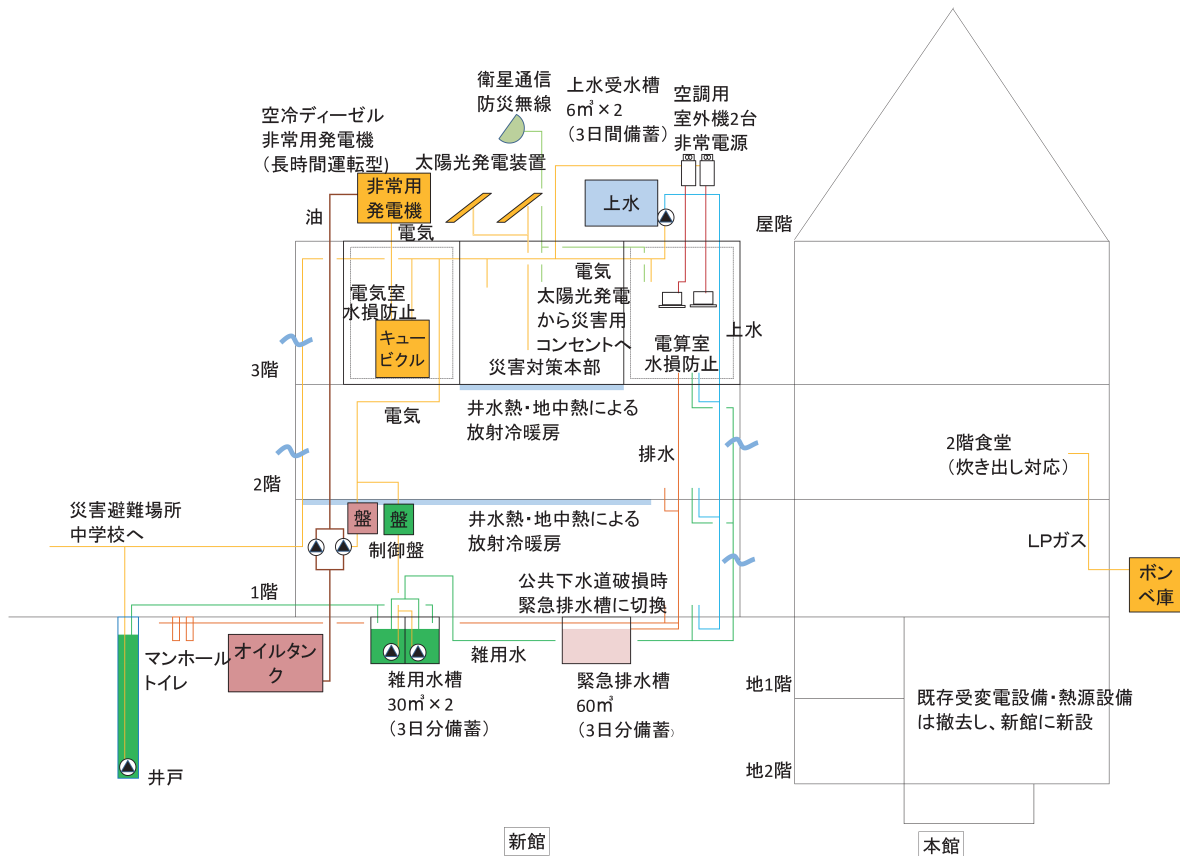 衛星通信
防災無線
上水受水槽
6㎥×2
(3日間備蓄)
空調用
室外機2台
非常電源
空冷ディーゼル
非常用発電機
(長時間運転型)
太陽光発電装置
非常用
発電機
上水
油
電気
屋階
電気室
水損防止
電気
太陽光発電
から災害用
コンセントへ
キュー
ビクル
災害対策本部
電算室
水損防止
上水
3階
電気
井水熱・地中熱による
放射冷暖房
排水
2階食堂
(炊き出し対応)
2階
災害避難場所
中学校へ
盤
盤
制御盤
井水熱・地中熱による
放射冷暖房
LPガス
ボン
ベ庫
1階
公共下水道破損時
緊急排水槽に切換
マンホール
トイレ
オイルタン
ク
雑用水
雑用水槽
30㎥×2
(3日分備蓄)
緊急排水槽
60㎥
(3日分備蓄)
地1階
既存受変電設備・熱源設備
は撤去し、新館に新設
地2階
井戸
新館
本館